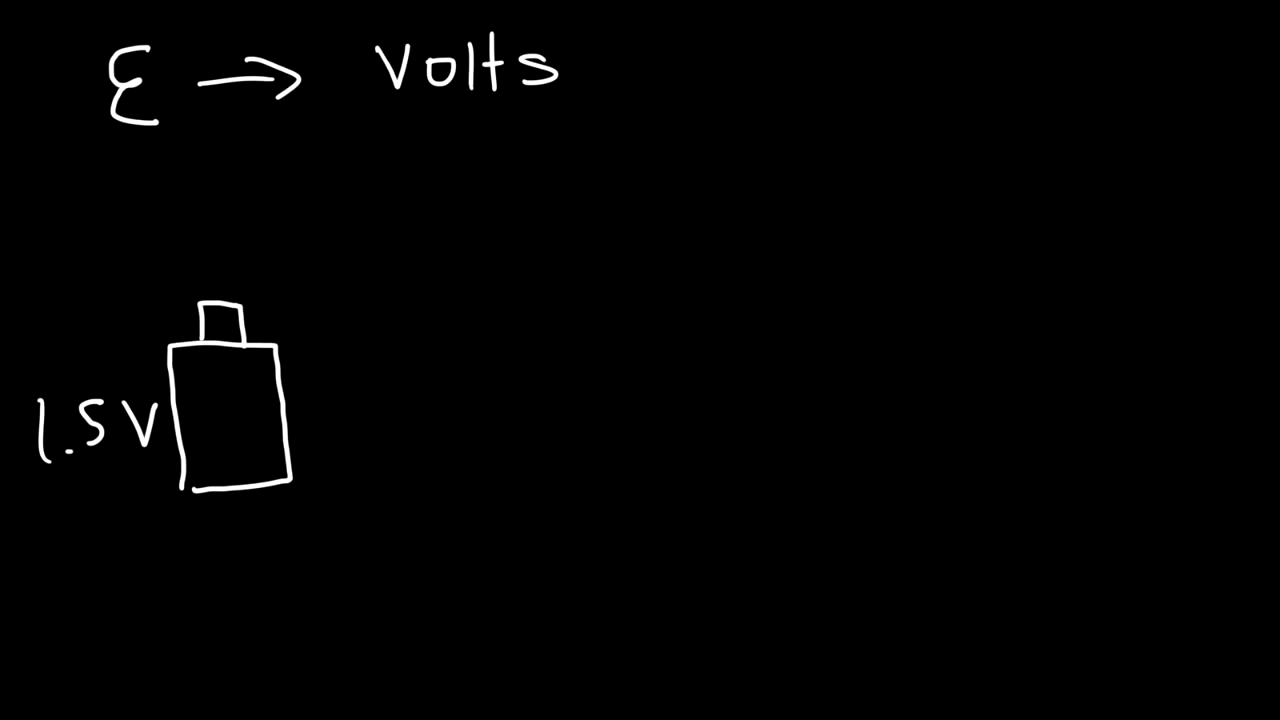 ε → volts
1.5V